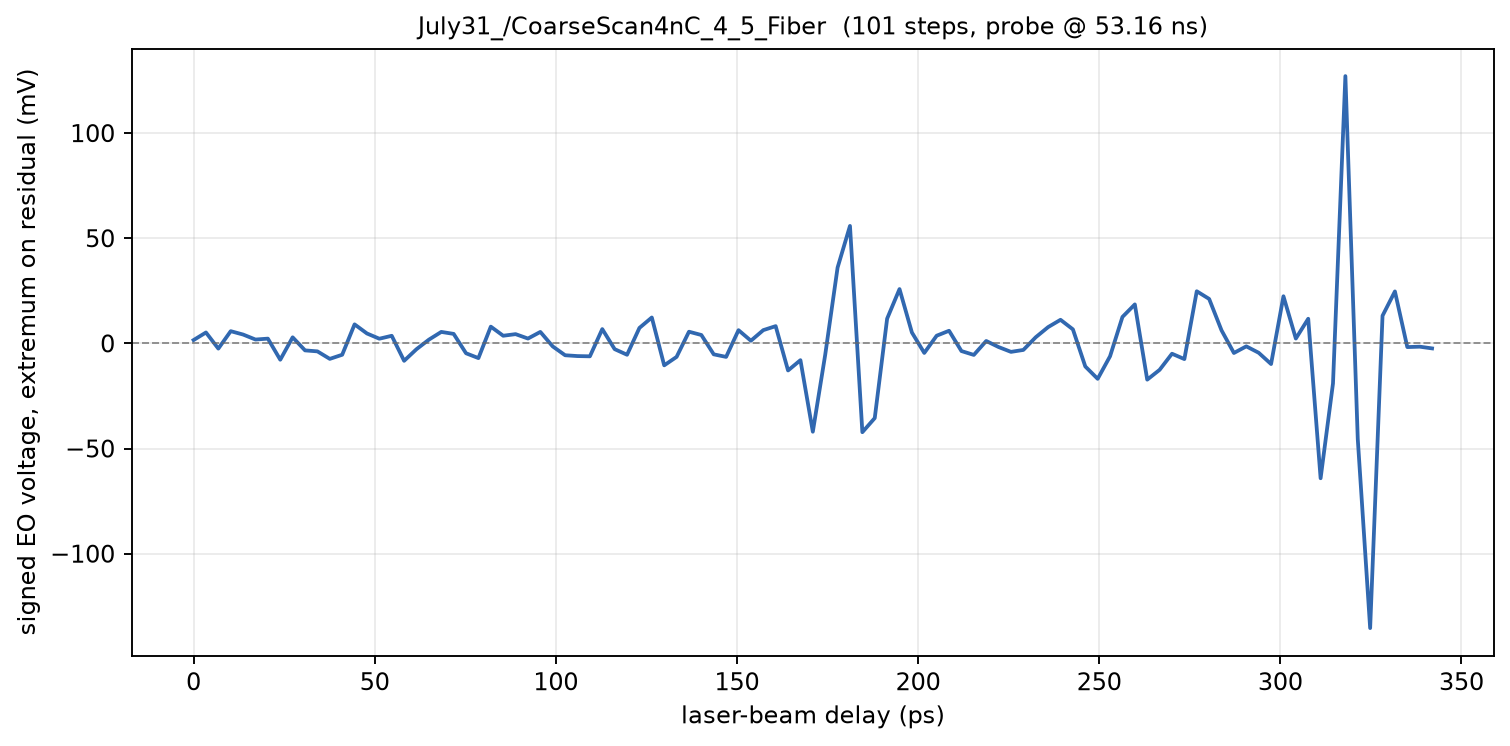 July31_/CoarseScan4nC_4_5_Fiber (101 steps, probe @ 53.16 ns)
signed EO voltage, extremum on residual (mV)
100
50
0
−50
−100
0 50 100 150 200 250 300 350
laser-beam delay (ps)